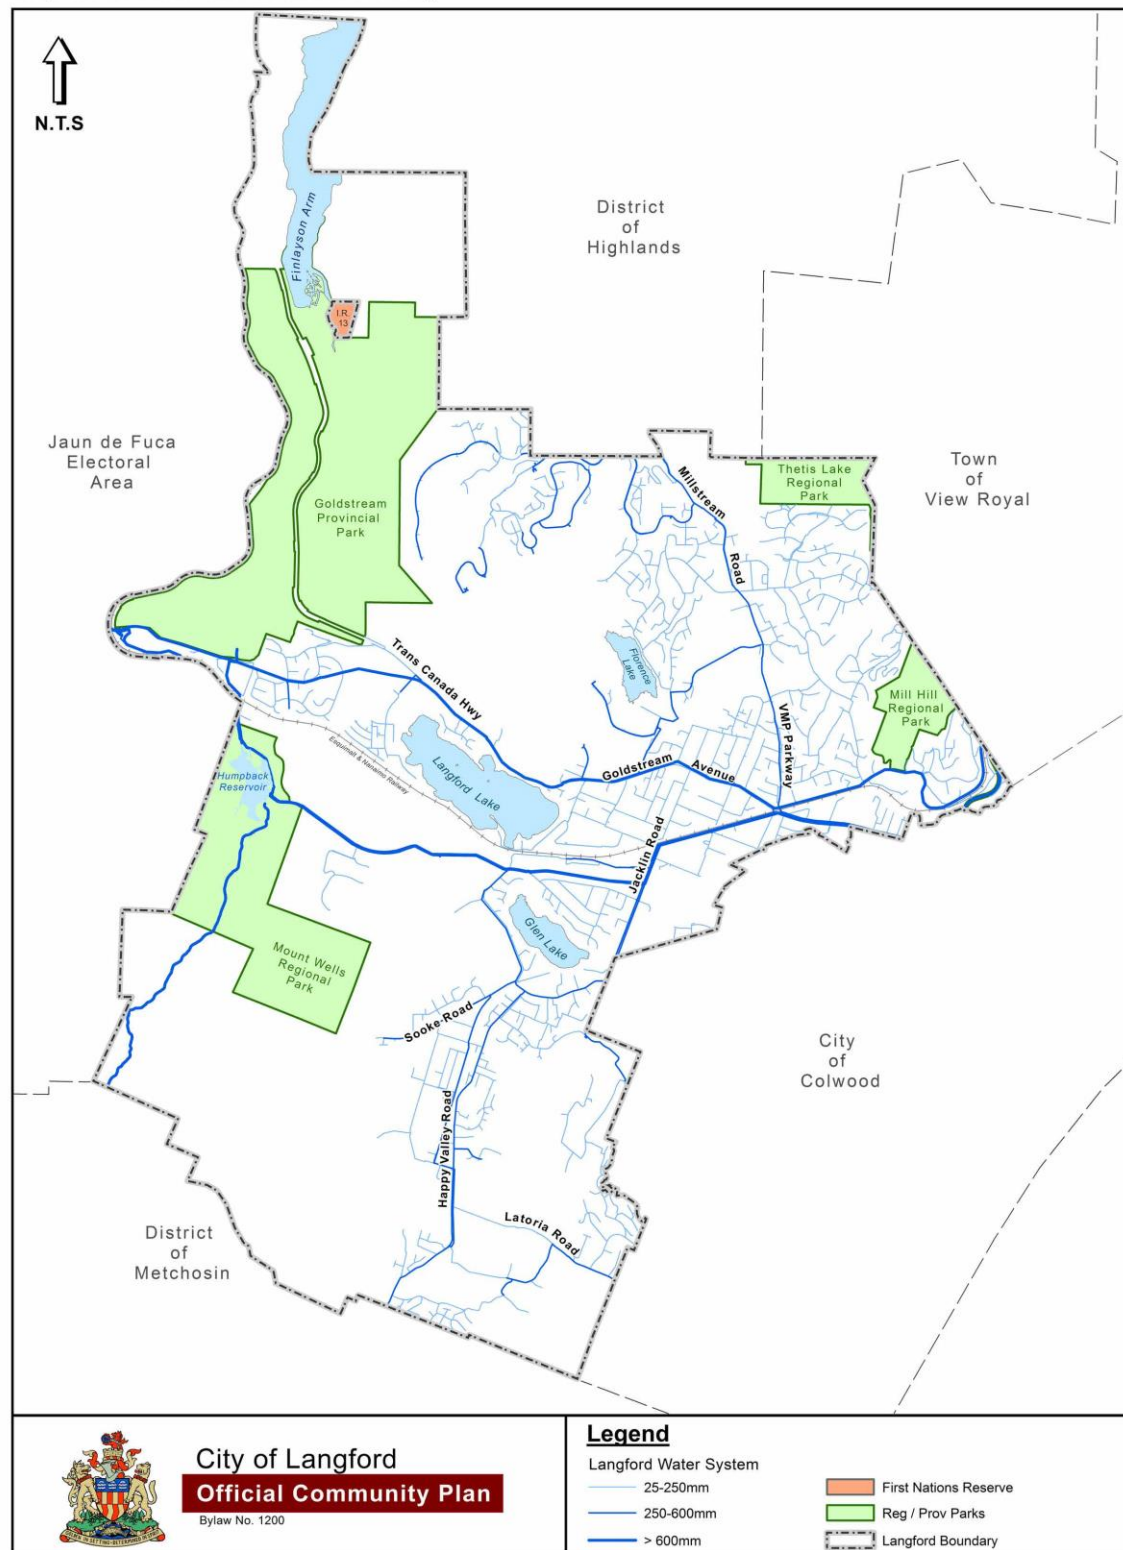 N.T.S
Finlayson Arm
District
of
Highlands
I.R.
13
Jaun de Fuca
Electoral
Area
Goldstream
Provincial
Park
Millstream
Road
Thetis Lake
Regional
Park
Town
of
View Royal
Trans Canada Hwy
Florence
Lake
Mill Hill
Regional
Park
VMP Parkway
Esquimalt & Nanaimo Railway
Langford Lake
Goldstream Avenue
Humpback
Reservoir
Jacklin Road
Glen Lake
Mount Wells
Regional
Park
Sooke-Road
City
of
Colwood
Happy Valley-Road
Latoria Road
District
of
Metchosin
City of Langford
Official Community Plan
Bylaw No. 1200
Legend
Langford Water System
25-250mm
250-600mm
> 600mm
First Nations Reserve
Reg / Prov Parks
Langford Boundary